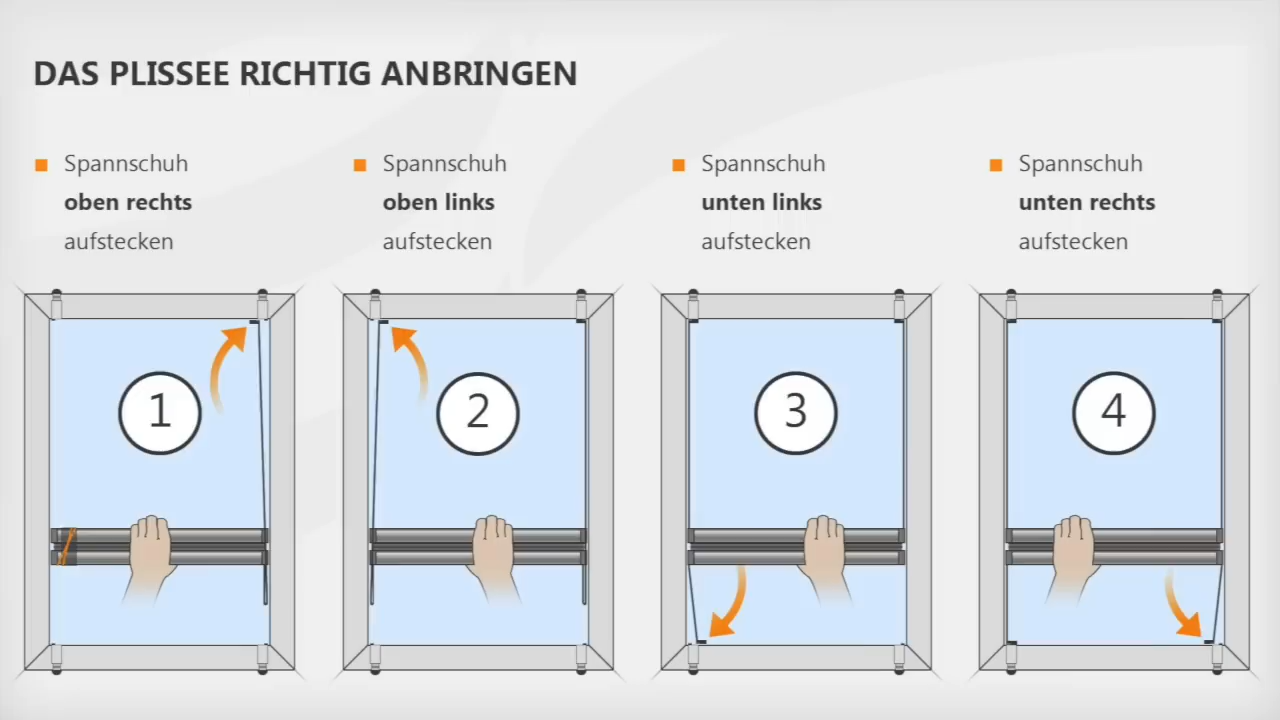 DAS PLISSEE RICHTIG ANBRINGEN
Spannschuh
oben rechts
aufstecken
Spannschuh
oben links
aufstecken
Spannschuh
unten links
aufstecken
Spannschuh
unten rechts
aufstecken
1
2
3
4